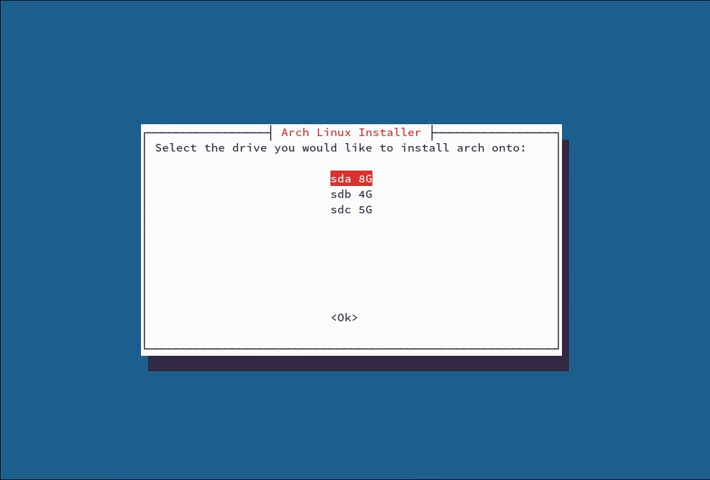 Arch Linux Installer
Select the drive you would like to install arch onto:
sda 8G
sdb 4G
sdc 5G
<Ok>